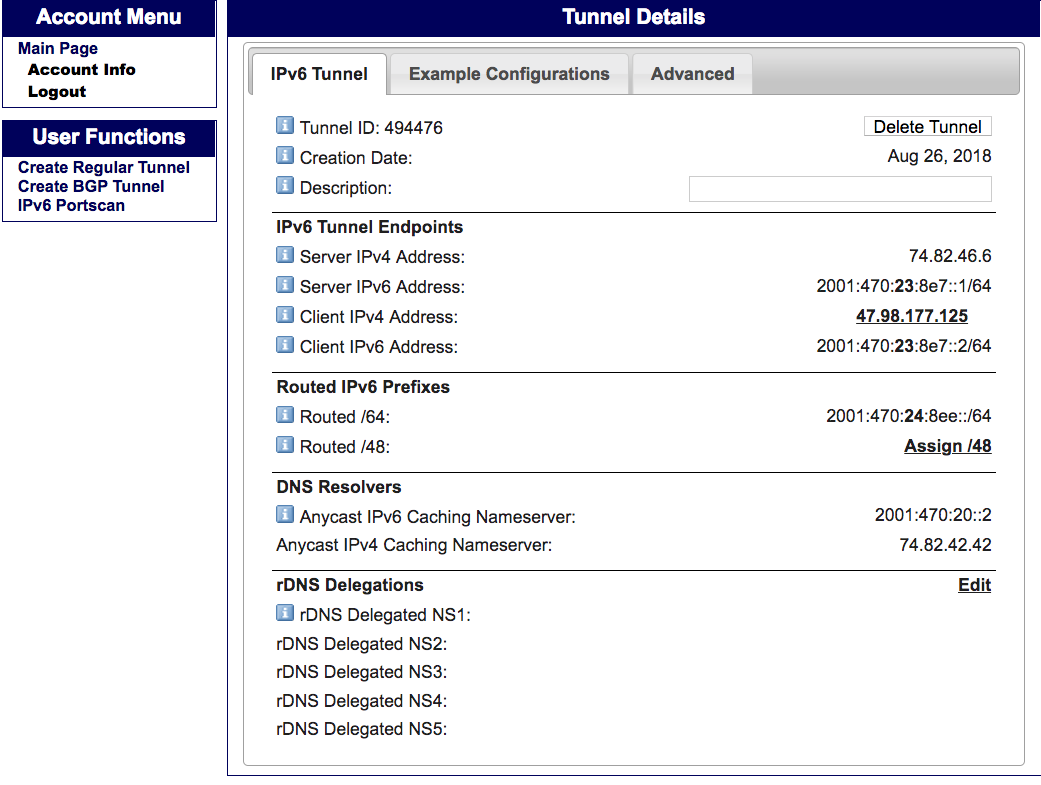 Account Menu
Main Page
Account Info
Logout
User Functions
Create Regular Tunnel
Create BGP Tunnel
IPv6 Portscan
Tunnel Details
IPv6 Tunnel Example Configurations Advanced
Tunnel ID: 494476 Delete Tunnel
Creation Date: Aug 26, 2018
Description:
IPv6 Tunnel Endpoints
Server IPv4 Address: 74.82.46.6
Server IPv6 Address: 2001:470:23:8e7::1/64
Client IPv4 Address: 47.98.177.125
Client IPv6 Address: 2001:470:23:8e7::2/64
Routed IPv6 Prefixes
Routed /64: 2001:470:24:8ee::/64
Routed /48: Assign /48
DNS Resolvers
Anycast IPv6 Caching Nameserver: 2001:470:20::2
Anycast IPv4 Caching Nameserver: 74.82.42.42
rDNS Delegations Edit
rDNS Delegated NS1:
rDNS Delegated NS2:
rDNS Delegated NS3:
rDNS Delegated NS4:
rDNS Delegated NS5: